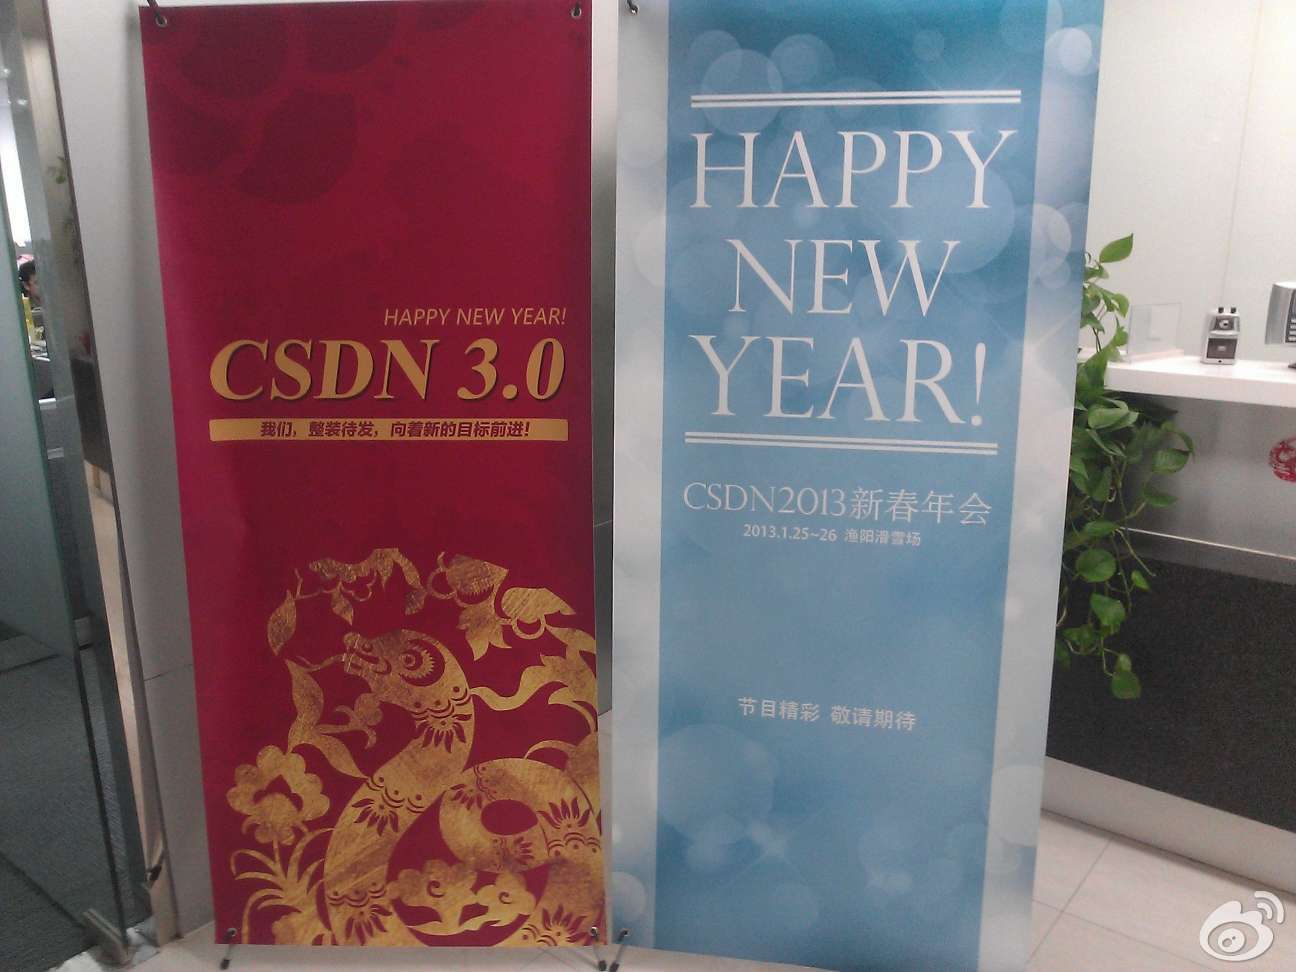 HAPPY NEW YEAR!
CSDN 3.0
我们，整装待发，向着新的目标前进！
HAPPY
NEW
YEAR!
CSDN2013新春年会
2013.1.25~26 渔阳滑雪场
节目精彩 敬请期待